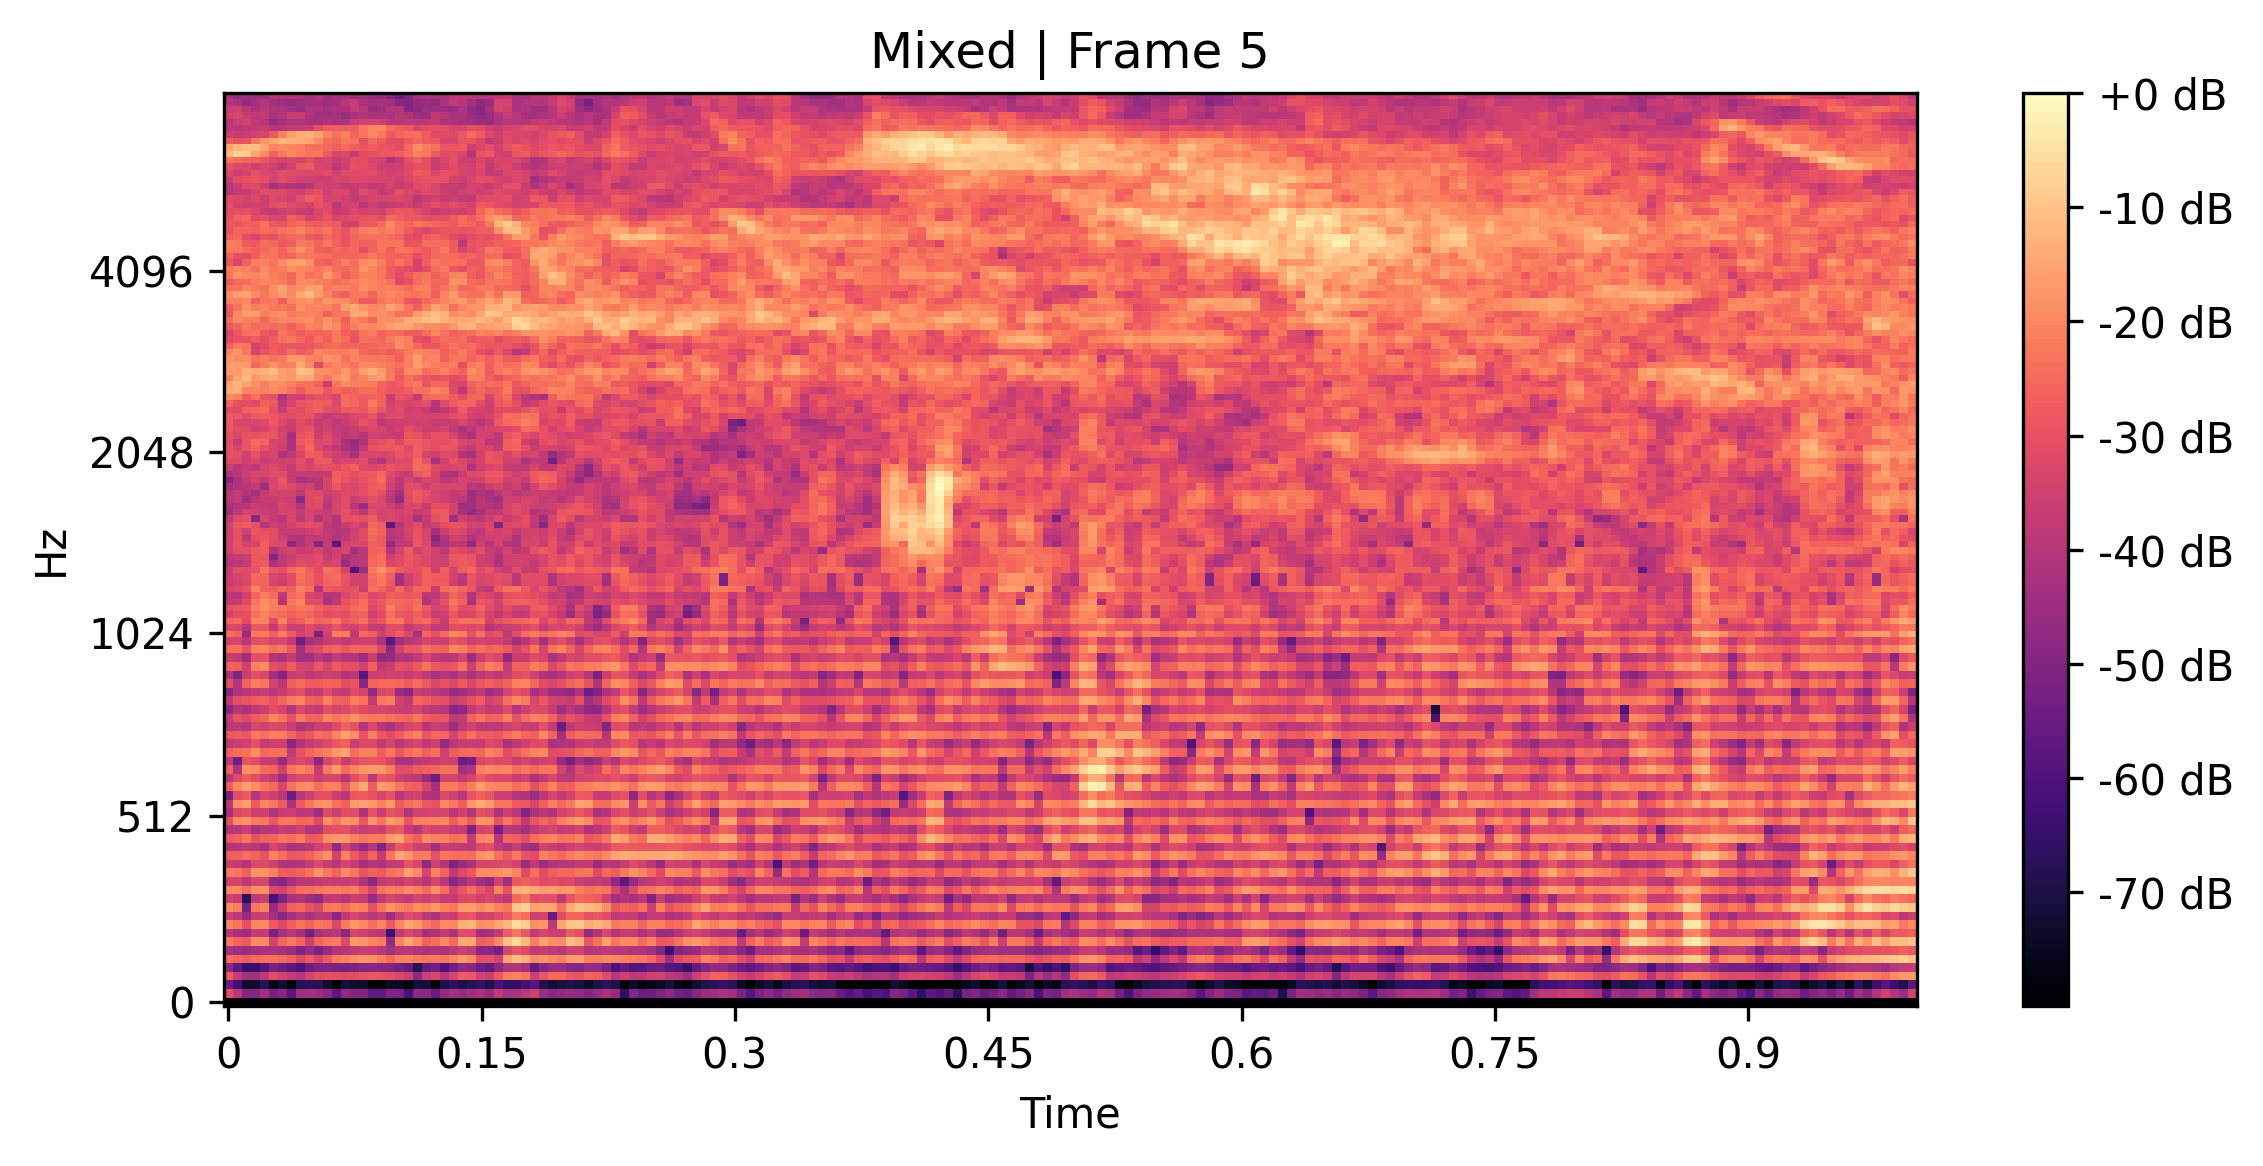 Mixed | Frame 5
Hz
4096
2048
1024
512
0
0 0.15 0.3 0.45 0.6 0.75 0.9
Time
+0 dB
-10 dB
-20 dB
-30 dB
-40 dB
-50 dB
-60 dB
-70 dB